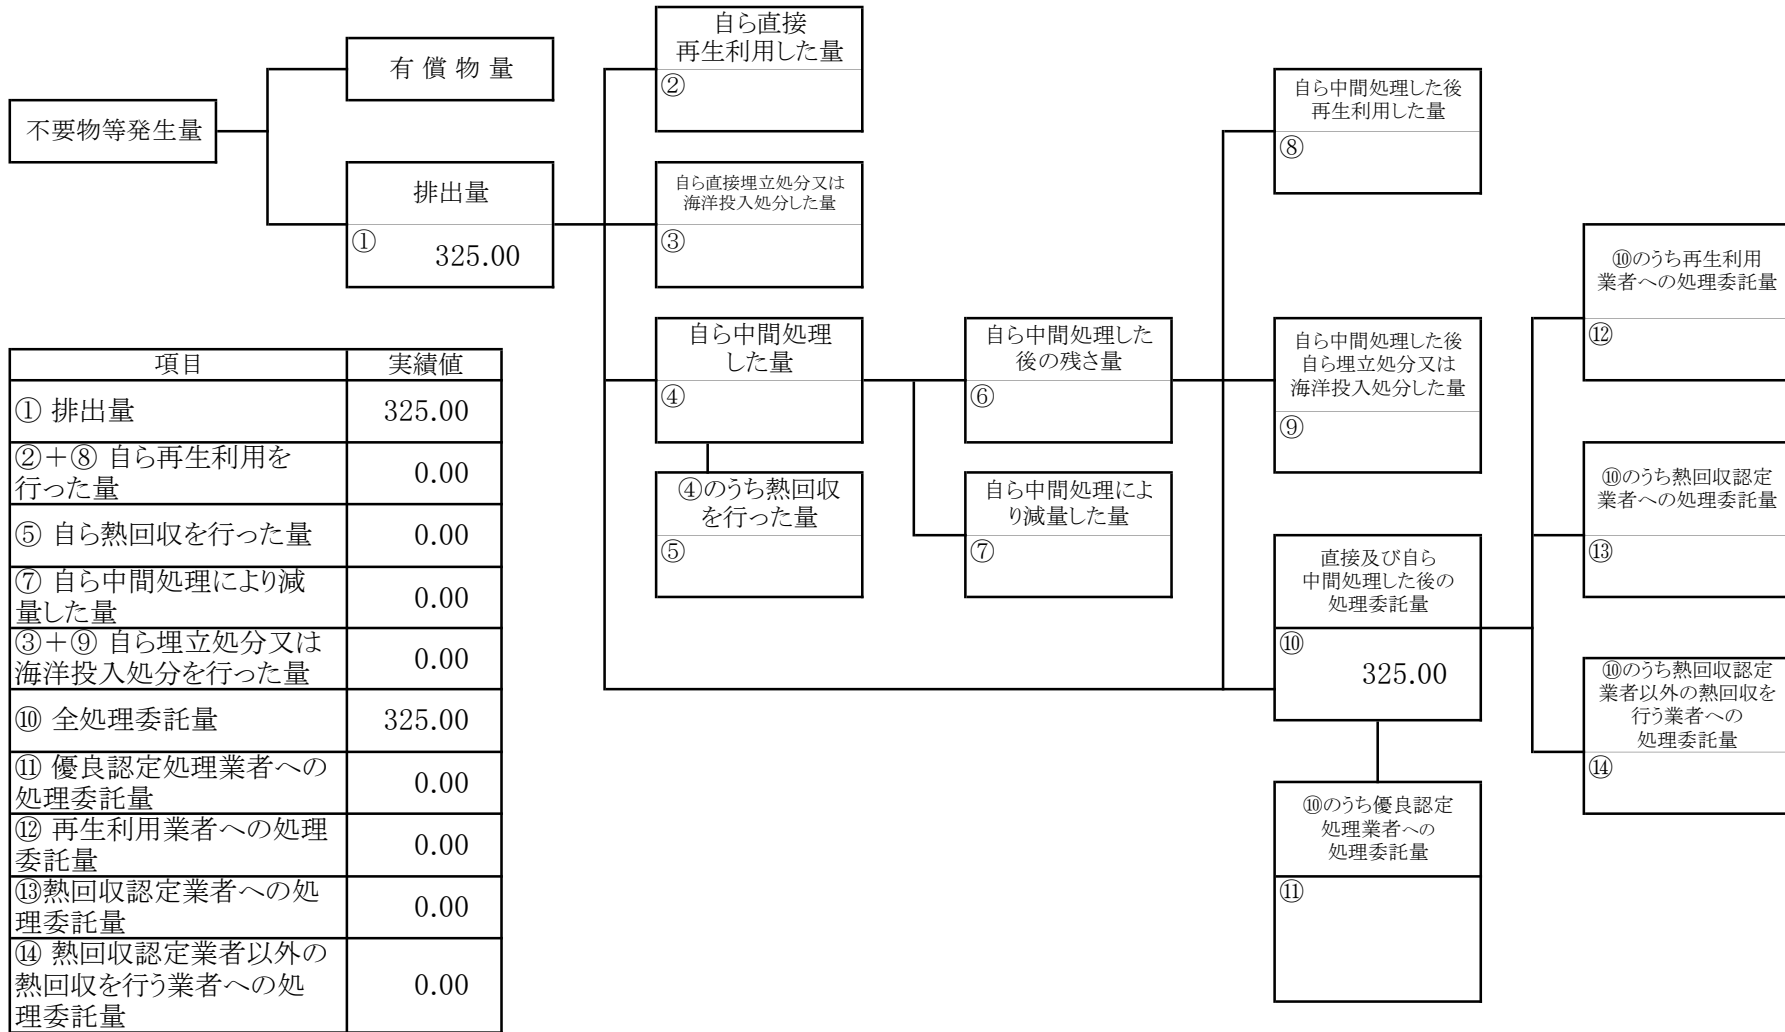 不要物等発生量
有 償 物 量
排出量
①
325.00
自ら直接
再生利用した量
②
自ら直接埋立処分又は
海洋投入処分した量
③
自ら中間処理
した量
④
④のうち熱回収
を行った量
⑤
自ら中間処理した
後の残さ量
⑥
自ら中間処理によ
り減量した量
⑦
自ら中間処理した後
再生利用した量
⑧
自ら中間処理した後
自ら埋立処分又は
海洋投入処分した量
⑨
直接及び自ら
中間処理した後の
処理委託量
⑩
325.00
⑩のうち優良認定
処理業者への
処理委託量
⑪
⑩のうち再生利用
業者への処理委託量
⑫
⑩のうち熱回収認定
業者への処理委託量
⑬
⑩のうち熱回収認定
業者以外の熱回収を
行う業者への
処理委託量
⑭
項目 実績値
① 排出量 325.00
②＋⑧ 自ら再生利用を
行った量 0.00
⑤ 自ら熱回収を行った量 0.00
⑦ 自ら中間処理により減
量した量 0.00
③＋⑨ 自ら埋立処分又は
海洋投入処分を行った量 0.00
⑩ 全処理委託量 325.00
⑪ 優良認定処理業者への
処理委託量 0.00
⑫ 再生利用業者への処理
委託量 0.00
⑬熱回収認定業者への処
理委託量 0.00
⑭ 熱回収認定業者以外の
熱回収を行う業者への処
理委託量 0.00